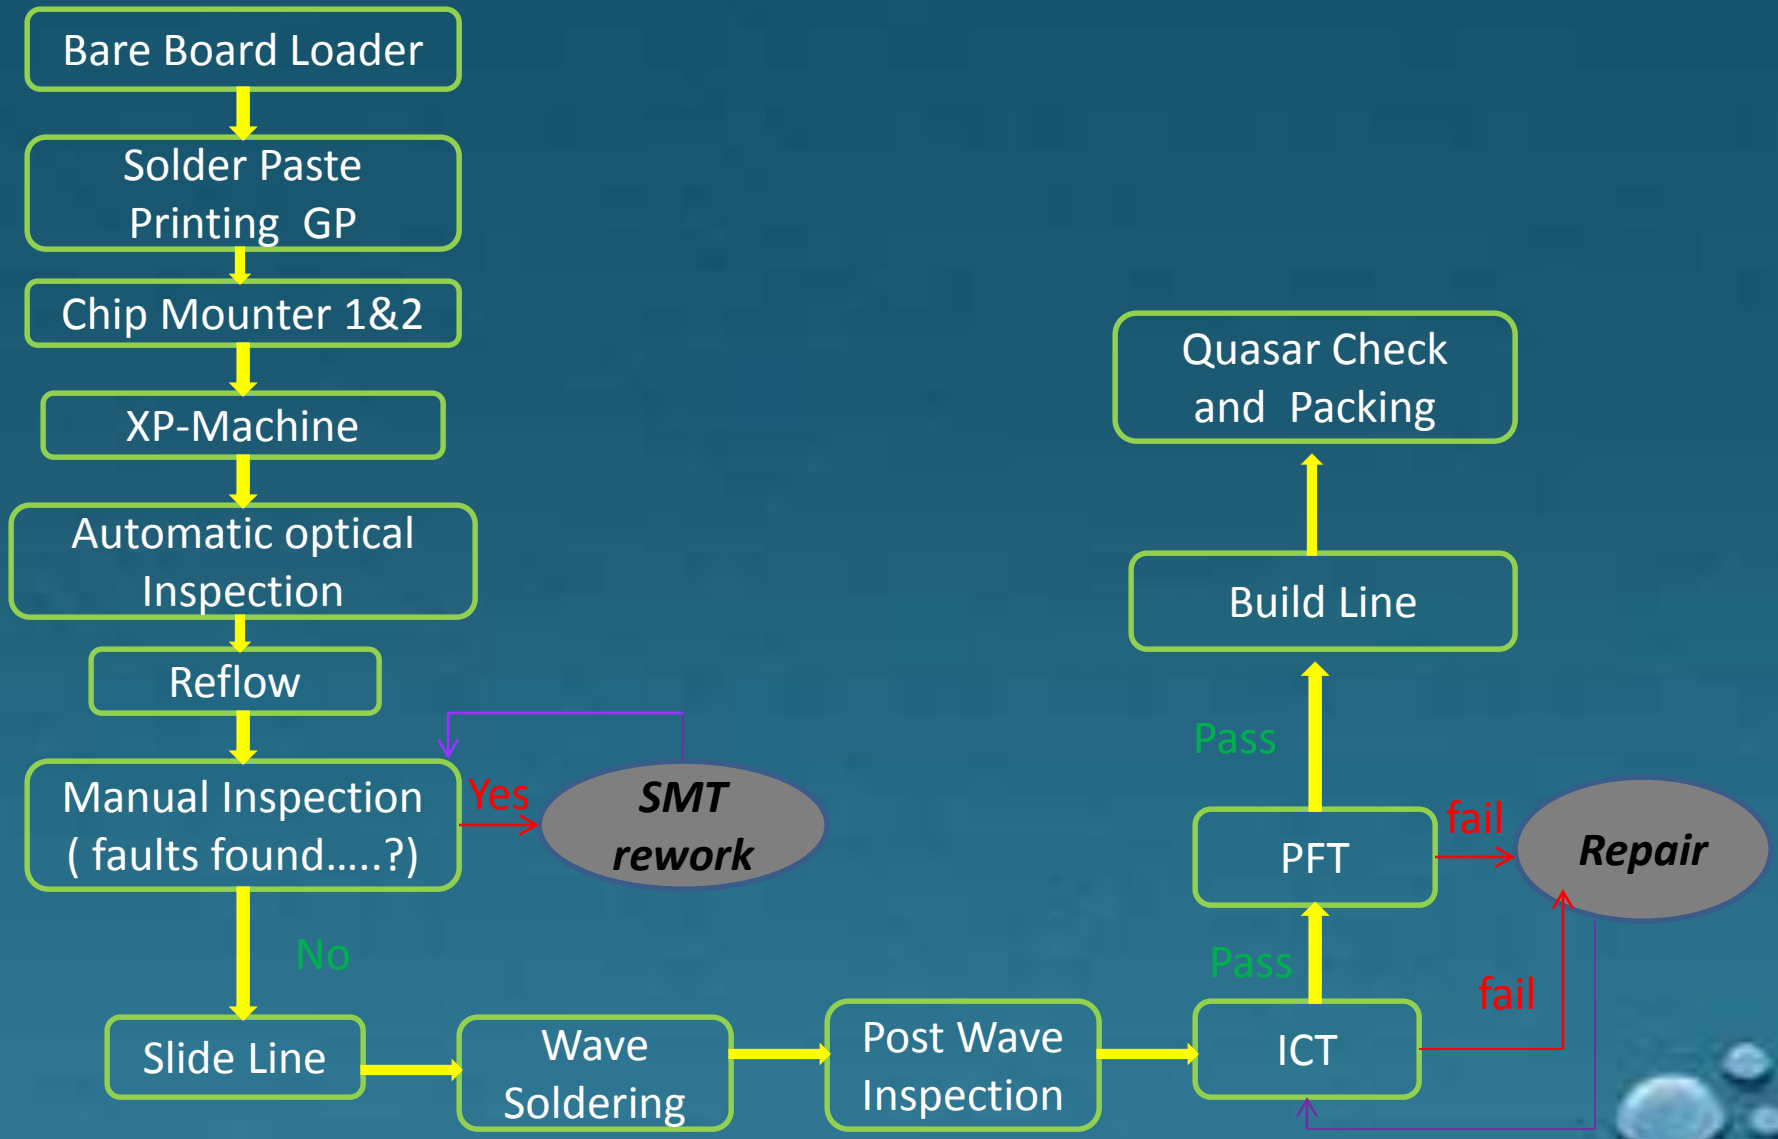 Bare Board Loader
Solder Paste
Printing  GP
Chip Mounter 1&2
XP-Machine
Automatic optical
Inspection
Reflow
Manual Inspection
( faults found.....?)
Yes
SMT
rework
No
Slide Line
Wave
Soldering
Post Wave
Inspection
ICT
fail
Pass
PFT
fail
Repair
Pass
Build Line
Quasar Check
and  Packing